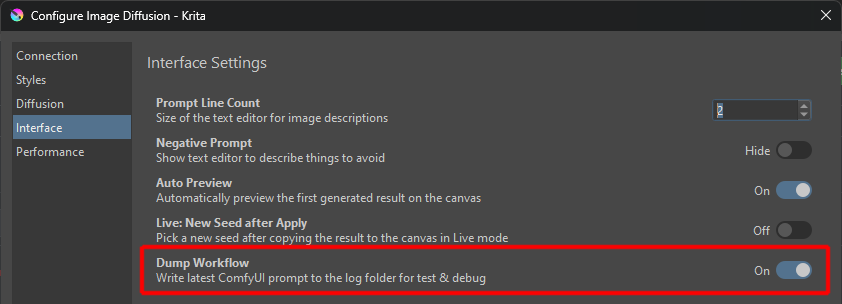 Configure Image Diffusion - Krita
Connection
Styles
Diffusion
Interface
Performance
Interface Settings
Prompt Line Count
Size of the text editor for image descriptions
2
Negative Prompt
Show text editor to describe things to avoid
Hide
Auto Preview
Automatically preview the first generated result on the canvas
On
Live: New Seed after Apply
Pick a new seed after copying the result to the canvas in Live mode
Off
Dump Workflow
Write latest ComfyUI prompt to the log folder for test & debug
On